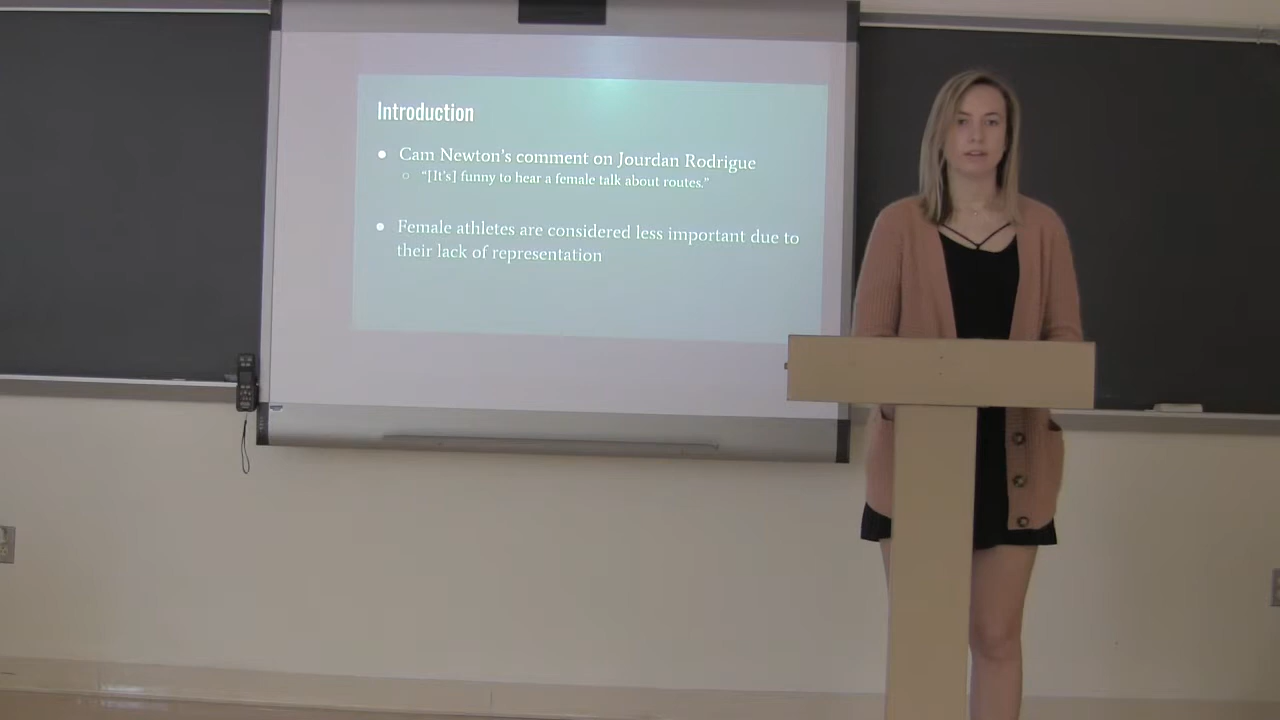 Introduction
● Cam Newton's comment on Jourdan Rodrigue
○ "[It's] funny to hear a female talk about routes."
● Female athletes are considered less important due to
their lack of representation